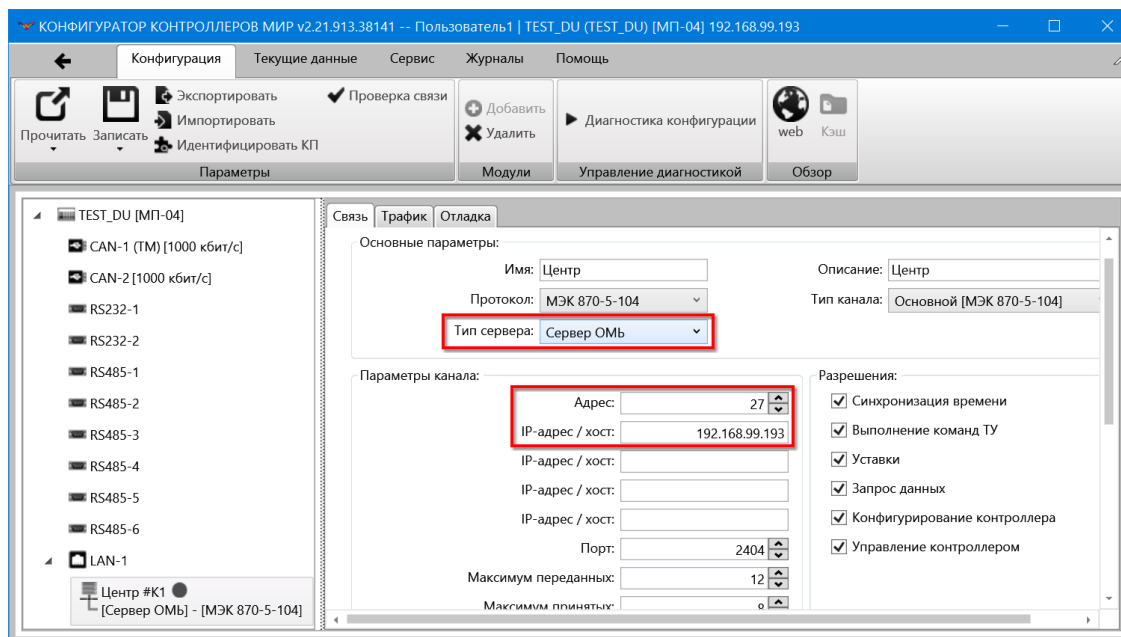 КОНФИГУРАТОР КОНТРОЛЛЕРОВ МИР v2.21.913.38141 -- Пользователь1 | TEST_DU (TEST_DU) [МП-04] 192.168.99.193
Конфигурация Текущие данные Сервис Журналы Помощь
Прочитать Записать
Экспортировать
Импортировать
Идентифицировать КП
Проверка связи
Параметры
Добавить
Удалить
Модули
Диагностика конфигурации
Управление диагностикой
web Кэш
Обзор
TEST_DU [МП-04]
CAN-1 (TM) [1000 кбит/с]
CAN-2 [1000 кбит/с]
RS232-1
RS232-2
RS485-1
RS485-2
RS485-3
RS485-4
RS485-5
RS485-6
LAN-1
Центр #K1
[Сервер ОМЬ] - [МЭК 870-5-104]
Связь Трафик Отладка
Основные параметры:
Имя: Центр Описание: Центр
Протокол: МЭК 870-5-104 Тип канала: Основной [МЭК 870-5-104]
Тип сервера: Сервер ОМЬ
Параметры канала:
Адрес: 27
IP-адрес / хост: 192.168.99.193
IP-адрес / хост:
IP-адрес / хост:
IP-адрес / хост:
Порт: 2404
Максимум переданных: 12
Максимум принятых: 8
Разрешения:
Синхронизация времени
Выполнение команд ТУ
Уставки
Запрос данных
Конфигурирование контроллера
Управление контроллером